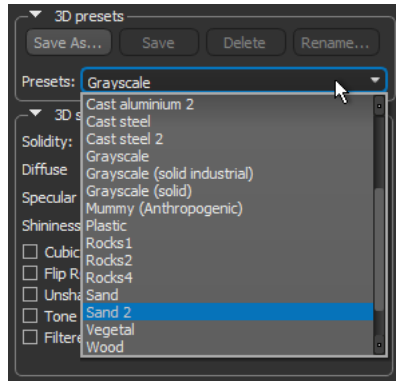 3D presets
Save As... Save Delete Rename...
Presets: Grayscale
Cast aluminium 2
3D s
Cast steel
Solidity:
Cast steel 2
Grayscale
Diffuse
Grayscale (solid industrial)
Grayscale (solid)
Specular
Mummy (Anthropogenic)
Shininess
Plastic
Rocks1
Cubic
Rocks2
Flip R
Rocks4
Unsha
Sand
Tone
Sand 2
Filtere
Vegetal
Wood